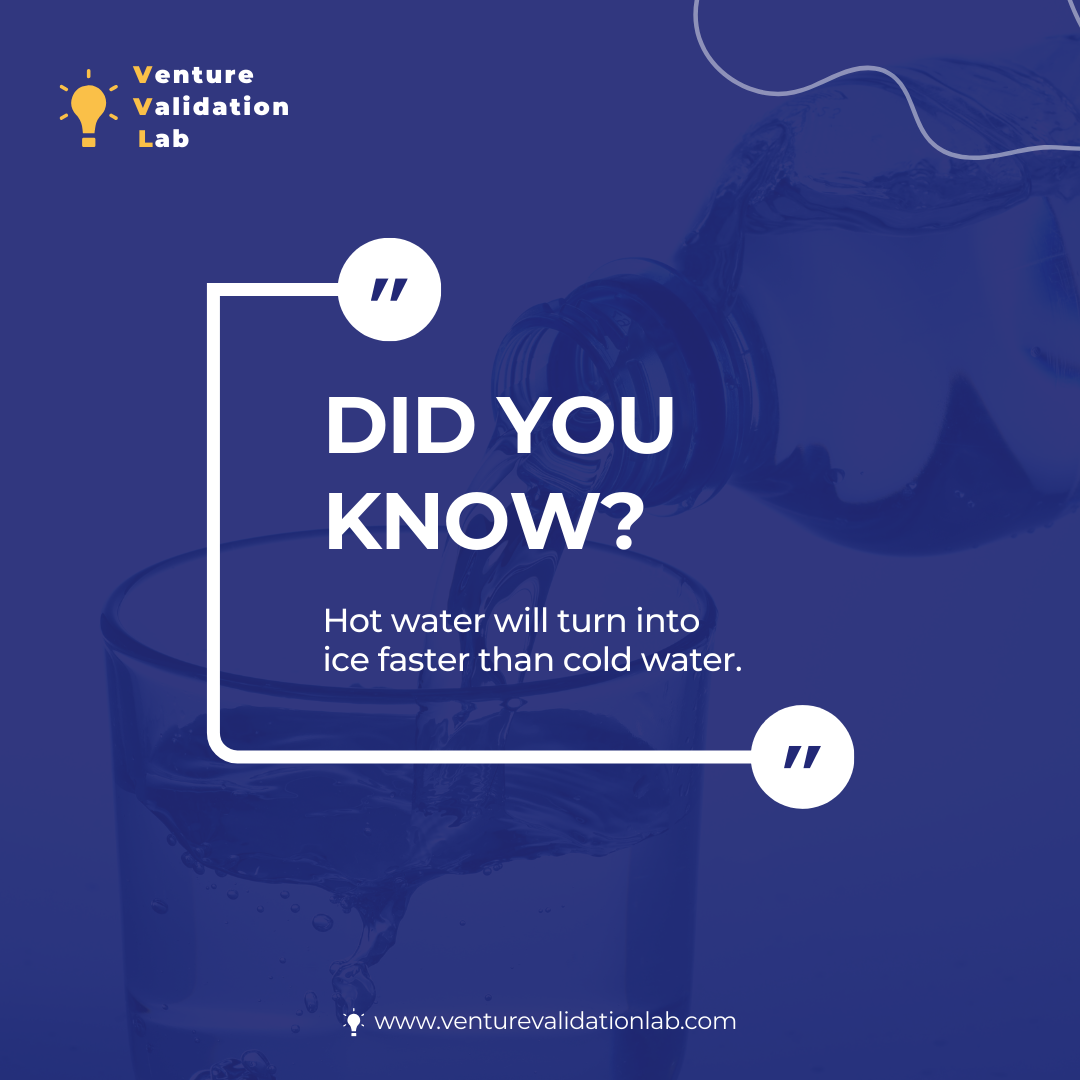 Venture
Validation
Lab
"
DID YOU
KNOW?
Hot water will turn into
ice faster than cold water.
"
www.venturevalidationlab.com